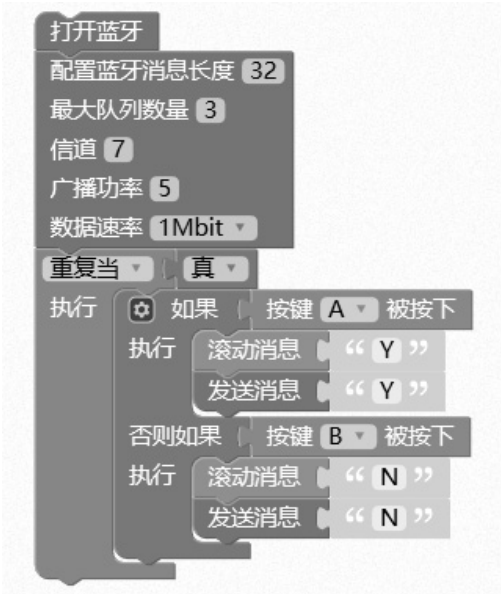 打开蓝牙
配置蓝牙消息长度 32
最大队列数量 3
信道 7
广播功率 5
数据速率 1Mbit
重复当 真
执行 如果 按键 A 被按下
执行 滚动消息 “ Y ”
发送消息 “ Y ”
否则如果 按键 B 被按下
执行 滚动消息 “ N ”
发送消息 “ N ”